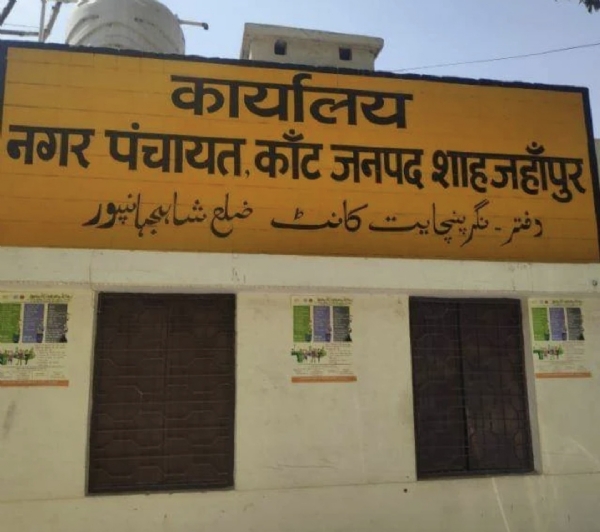 कार्यालय
नगर पंचायत, काँट जनपद शाहजहाँपुर
دفتر - نگر پنچایت کانٹ ضلع شاہجہانپور